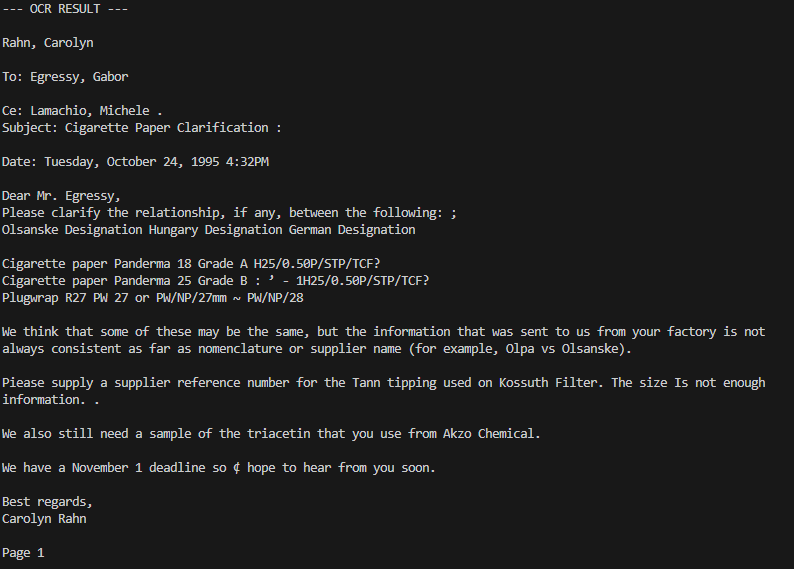 --- OCR RESULT ---
Rahn, Carolyn
To: Egressy, Gabor
Ce: Lamachio, Michele .
Subject: Cigarette Paper Clarification :
Date: Tuesday, October 24, 1995 4:32PM
Dear Mr. Egressy,
Please clarify the relationship, if any, between the following: ;
Olsanske Designation Hungary Designation German Designation
Cigarette paper Panderma 18 Grade A H25/0.50P/STP/TCF?
Cigarette paper Panderma 25 Grade B : ’ - 1H25/0.50P/STP/TCF?
Plugwrap R27 PW 27 or PW/NP/27mm ~ PW/NP/28
We think that some of these may be the same, but the information that was sent to us from your factory is not
always consistent as far as nomenclature or supplier name (for example, Olpa vs Olsanske).
Please supply a supplier reference number for the Tann tipping used on Kossuth Filter. The size Is not enough
information. .
We also still need a sample of the triacetin that you use from Akzo Chemical.
We have a November 1 deadline so ¢ hope to hear from you soon.
Best regards,
Carolyn Rahn
Page 1